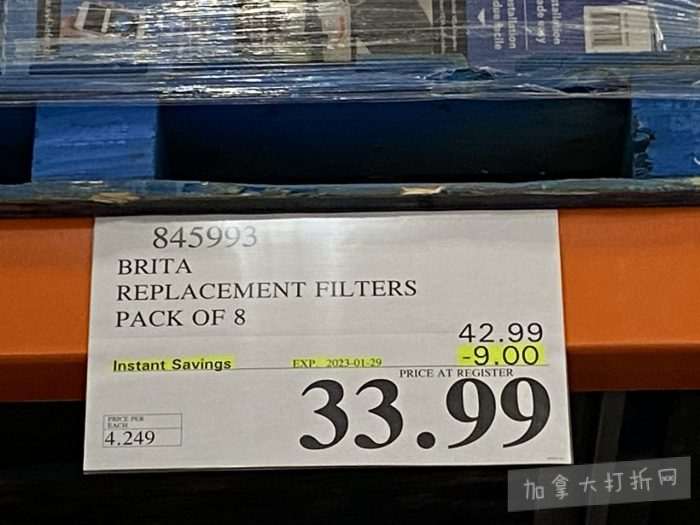 845993
BRITA
REPLACEMENT FILTERS
PACK OF 8
42.99
Instant Savings EXP. 2023-01-29 -9.00
PRICE AT REGISTER
33.99
PRICE PER
EACH
4.249
加拿大打折网